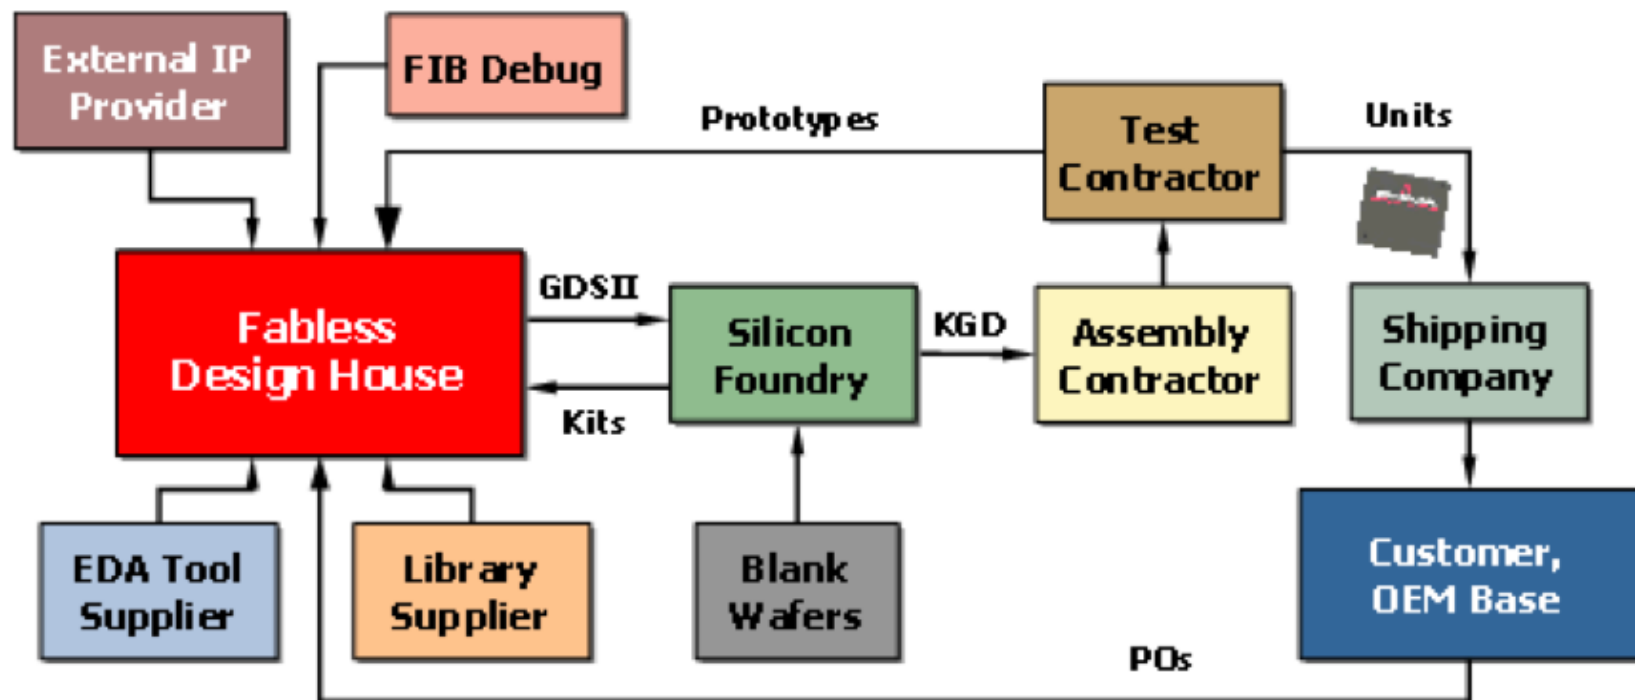 External IP
Provider
FIB Debug
Prototypes
Test
Contractor
Units
Fabless
Design House
GDSII
Kits
Silicon
Foundry
KGD
Assembly
Contractor
Shipping
Company
EDA Tool
Supplier
Library
Supplier
Blank
Wafers
Customer,
OEM Base
POs